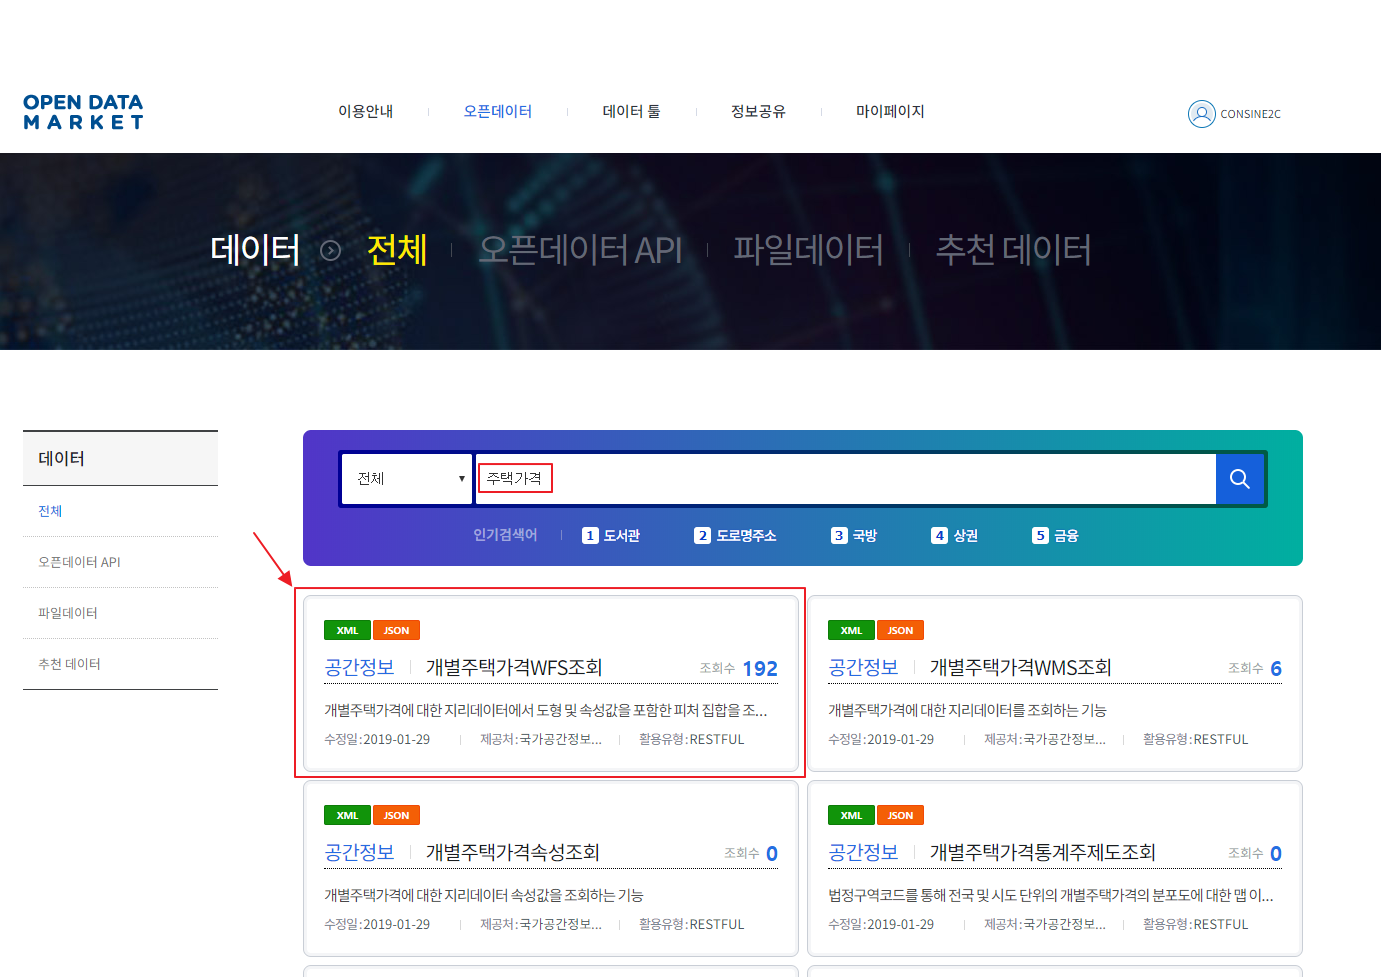 OPEN DATA
MARKET
이용안내
오픈데이터
데이터 툴
정보공유
마이페이지
CONSINE2C
데이터
전체
오픈데이터 API
파일데이터
추천 데이터
데이터
전체
오픈데이터 API
파일데이터
추천 데이터
전체
주택가격
인기검색어
1 도서관
2 도로명주소
3 국방
4 상권
5 금융
XML JSON
공간정보 개별주택가격WFS조회 조회수 192
개별주택가격에 대한 지리데이터에서 도형 및 속성값을 포함한 피처 집합을 조...
수정일:2019-01-29 제공처:국가공간정보... 활용유형:RESTFUL
XML JSON
공간정보 개별주택가격WMS조회 조회수 6
개별주택가격에 대한 지리데이터를 조회하는 기능
수정일:2019-01-29 제공처:국가공간정보... 활용유형:RESTFUL
XML JSON
공간정보 개별주택가격속성조회 조회수 0
개별주택가격에 대한 지리데이터 속성값을 조회하는 기능
수정일:2019-01-29 제공처:국가공간정보... 활용유형:RESTFUL
XML JSON
공간정보 개별주택가격통계주제도조회 조회수 0
법정구역코드를 통해 전국 및 시도 단위의 개별주택가격의 분포도에 대한 맵 이...
수정일:2019-01-29 제공처:국가공간정보... 활용유형:RESTFUL